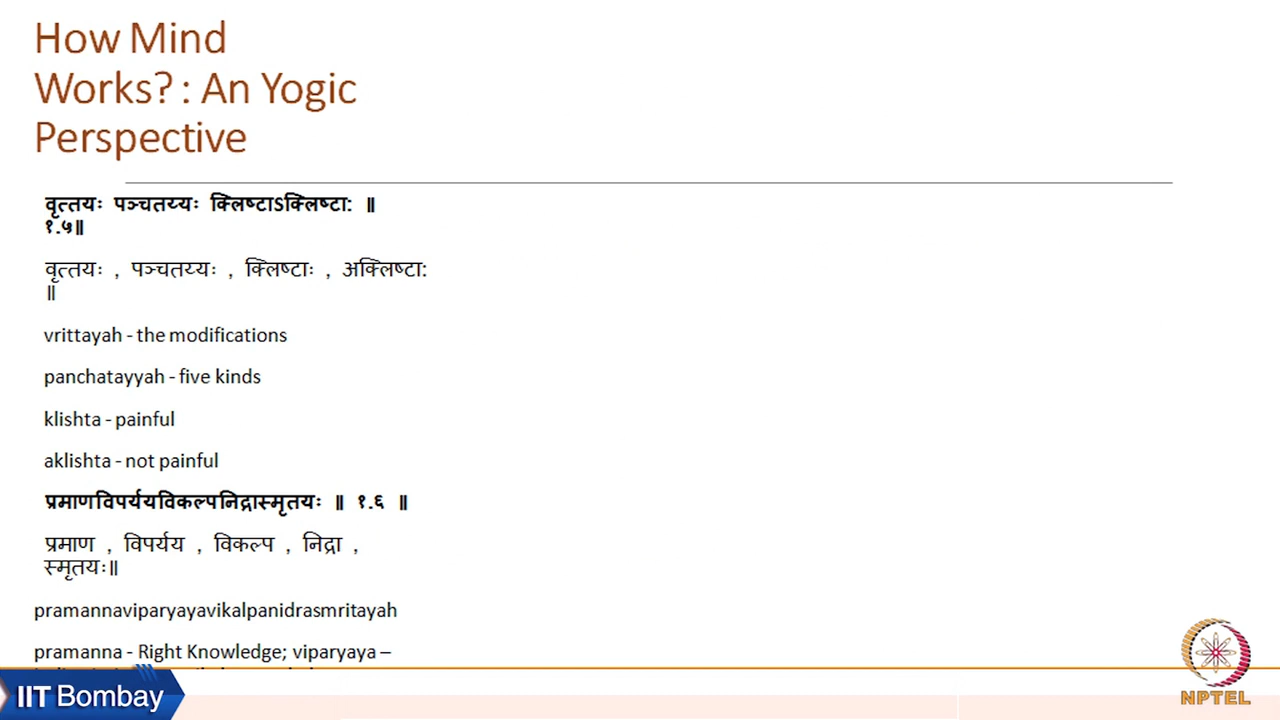 How Mind
Works? : An Yogic
Perspective
वृत्तयः पञ्चतय्यः क्लिष्टाऽक्लिष्टा: ॥
१.५॥
वृत्तयः , पञ्चतय्यः , क्लिष्टाः , अक्लिष्टा:
॥
vrittayah - the modifications
panchatayyah - five kinds
klishta - painful
aklishta - not painful
प्रमाणविपर्ययविकल्पनिद्रास्मृतयः ॥ १.६ ॥
प्रमाण , विपर्यय , विकल्प , निद्रा ,
स्मृतयः॥
pramannaviparyayavikalpanidrasmritayah
pramanna - Right Knowledge; viparyaya –
IIT Bombay
NPTEL